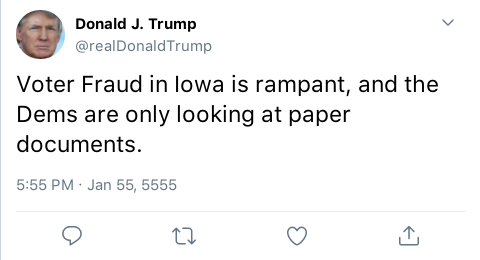 Donald J. Trump
@realDonaldTrump
Voter Fraud in Iowa is rampant, and the
Dems are only looking at paper
documents.
5:55 PM · Jan 55, 5555